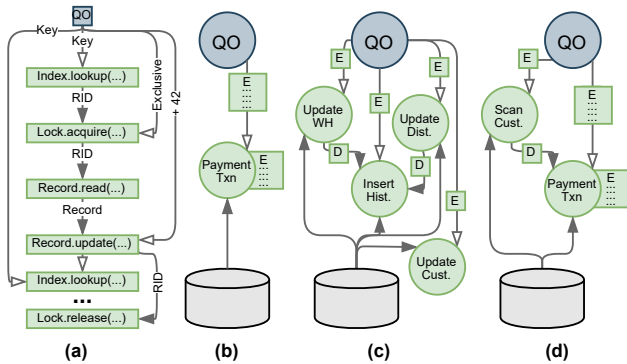 QO
Key
Key
Index.lookup(...)
RID
Exclusive
+ 42
Lock.acquire(...)
RID
Record.read(...)
Record
Record.update(...)
Index.lookup(...)
RID
...
Lock.release(...)
(a)
QO
E
Payment
Txn
E
(b)
QO
E
E
E
Update
WH
Update
Dist.
D
D
Insert
Hist.
E
Update
Cust.
(c)
QO
E
E
Scan
Cust.
D
Payment
Txn
E
(d)